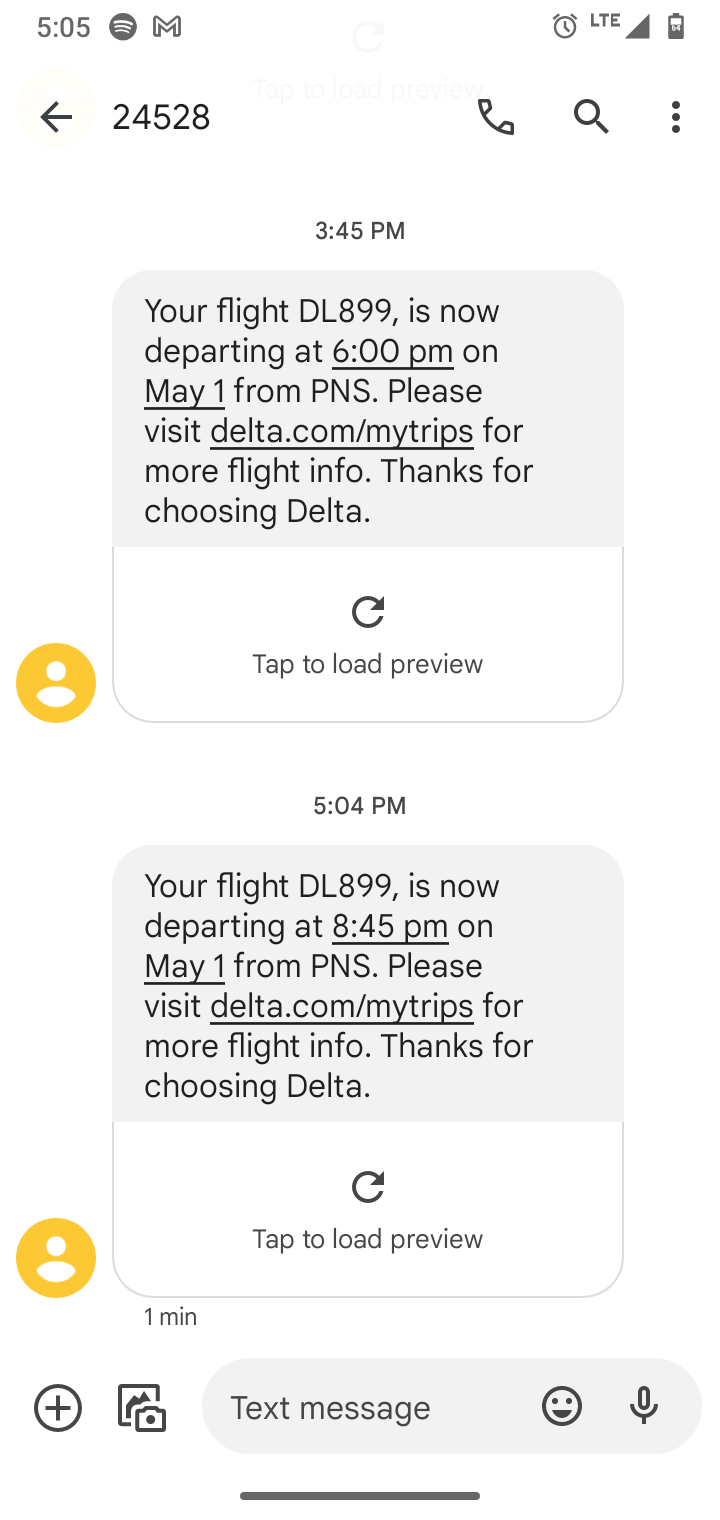 5:05
LTE
64
Tap to load preview
24528
3:45 PM
Your flight DL899, is now
departing at 6:00 pm on
May 1 from PNS. Please
visit delta.com/mytrips for
more flight info. Thanks for
choosing Delta.
Tap to load preview
5:04 PM
Your flight DL899, is now
departing at 8:45 pm on
May 1 from PNS. Please
visit delta.com/mytrips for
more flight info. Thanks for
choosing Delta.
Tap to load preview
1 min
Text message